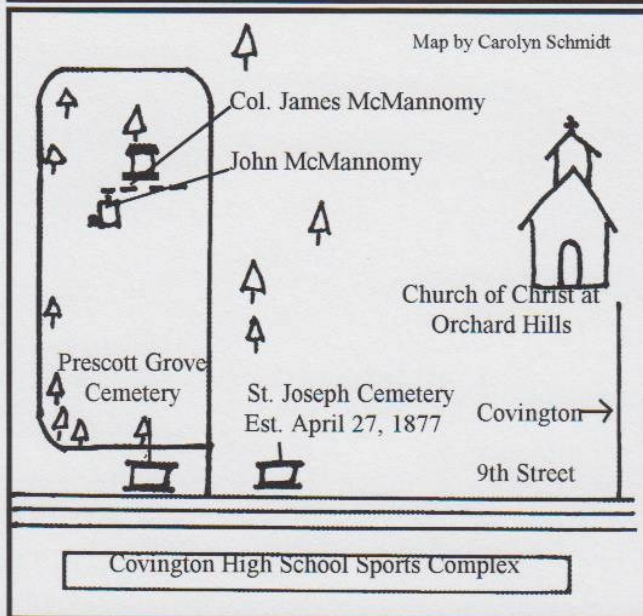 Map by Carolyn Schmidt
Col. James McMannomy
John McMannomy
Church of Christ at
Orchard Hills
Prescott Grove
Cemetery
St. Joseph Cemetery
Est. April 27, 1877
Covington
9th Street
Covington High School Sports Complex